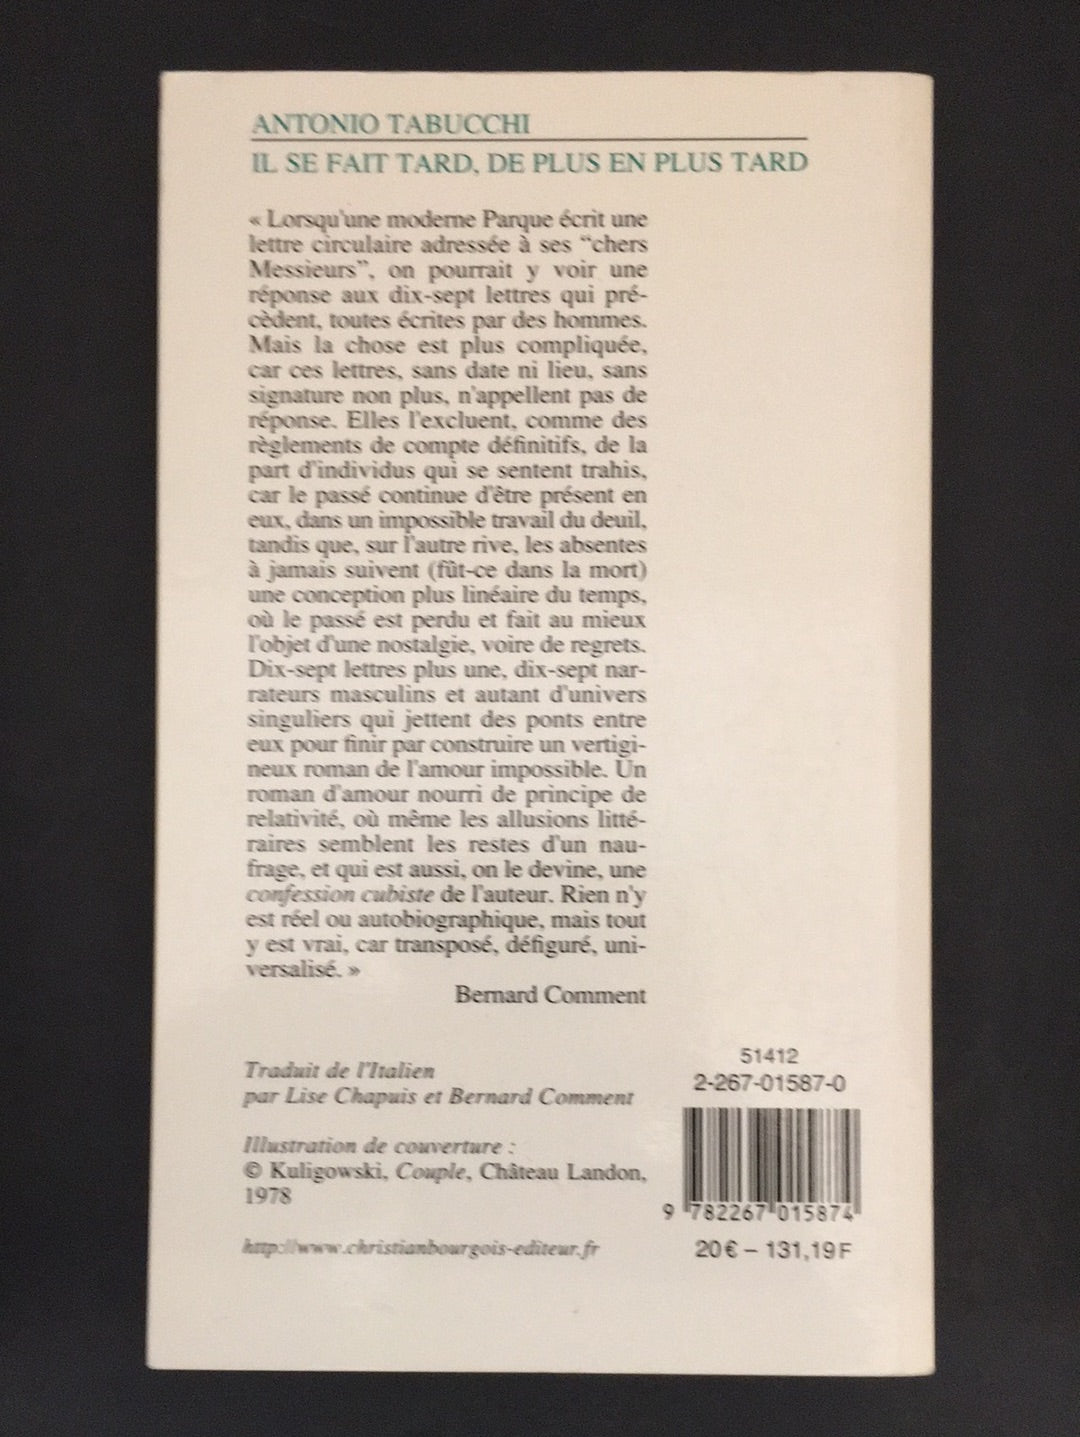 ANTONIO TABUCCHI
IL SE FAIT TARD, DE PLUS EN PLUS TARD
« Lorsqu'une moderne Parque écrit une
lettre circulaire adressée à ses “chers
Messieurs”, on pourrait y voir une
réponse aux dix-sept lettres qui pré-
cèdent, toutes écrites par des hommes.
Mais la chose est plus compliquée,
car ces lettres, sans date ni lieu, sans
signature non plus, n'appellent pas de
réponse. Elles l'excluent, comme des
règlements de compte définitifs, de la
part d'individus qui se sentent trahis,
car le passé continue d'être présent en
eux, dans un impossible travail du deuil,
tandis que, sur l'autre rive, les absentes
à jamais suivent (fût-ce dans la mort)
une conception plus linéaire du temps,
où le passé est perdu et fait au mieux
l'objet d'une nostalgie, voire de regrets.
Dix-sept lettres plus une, dix-sept nar-
rateurs masculins et autant d'univers
singuliers qui jettent des ponts entre
eux pour finir par construire un vertigi-
neux roman de l'amour impossible. Un
roman d'amour nourri de principe de
relativité, où même les allusions litté-
raires semblent les restes d'un nau-
frage, et qui est aussi, on le devine, une
confession cubiste de l'auteur. Rien n'y
est réel ou autobiographique, mais tout
y est vrai, car transposé, défiguré, uni-
versalisé. »
Bernard Comment
Traduit de l'Italien
par Lise Chapuis et Bernard Comment
Illustration de couverture :
© Kuligowski, Couple, Château Landon,
1978
http://www.christianbourgois-editeur.fr
51412
2-267-01587-0
9 782267 015874
20 € – 131,19 F